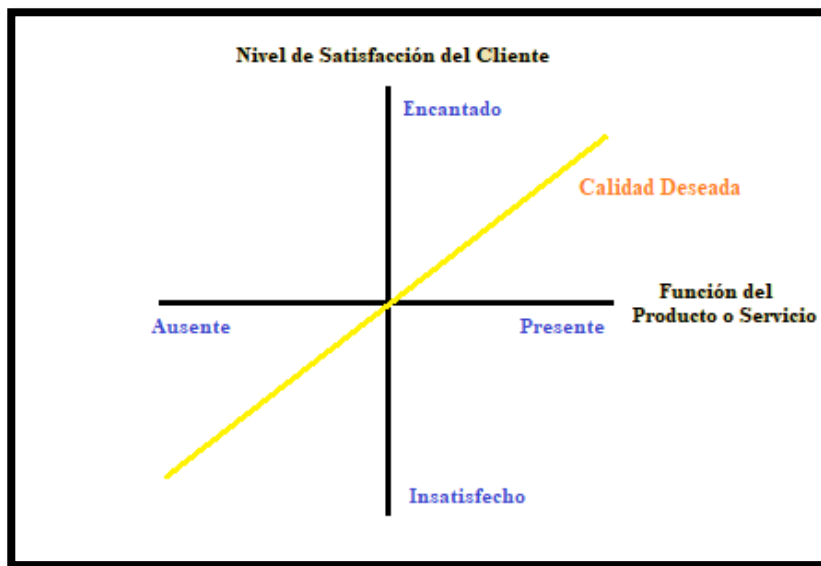 Nivel de Satisfacción del Cliente
Encantado
Calidad Deseada
Función del
Producto o Servicio
Ausente
Presente
Insatisfecho